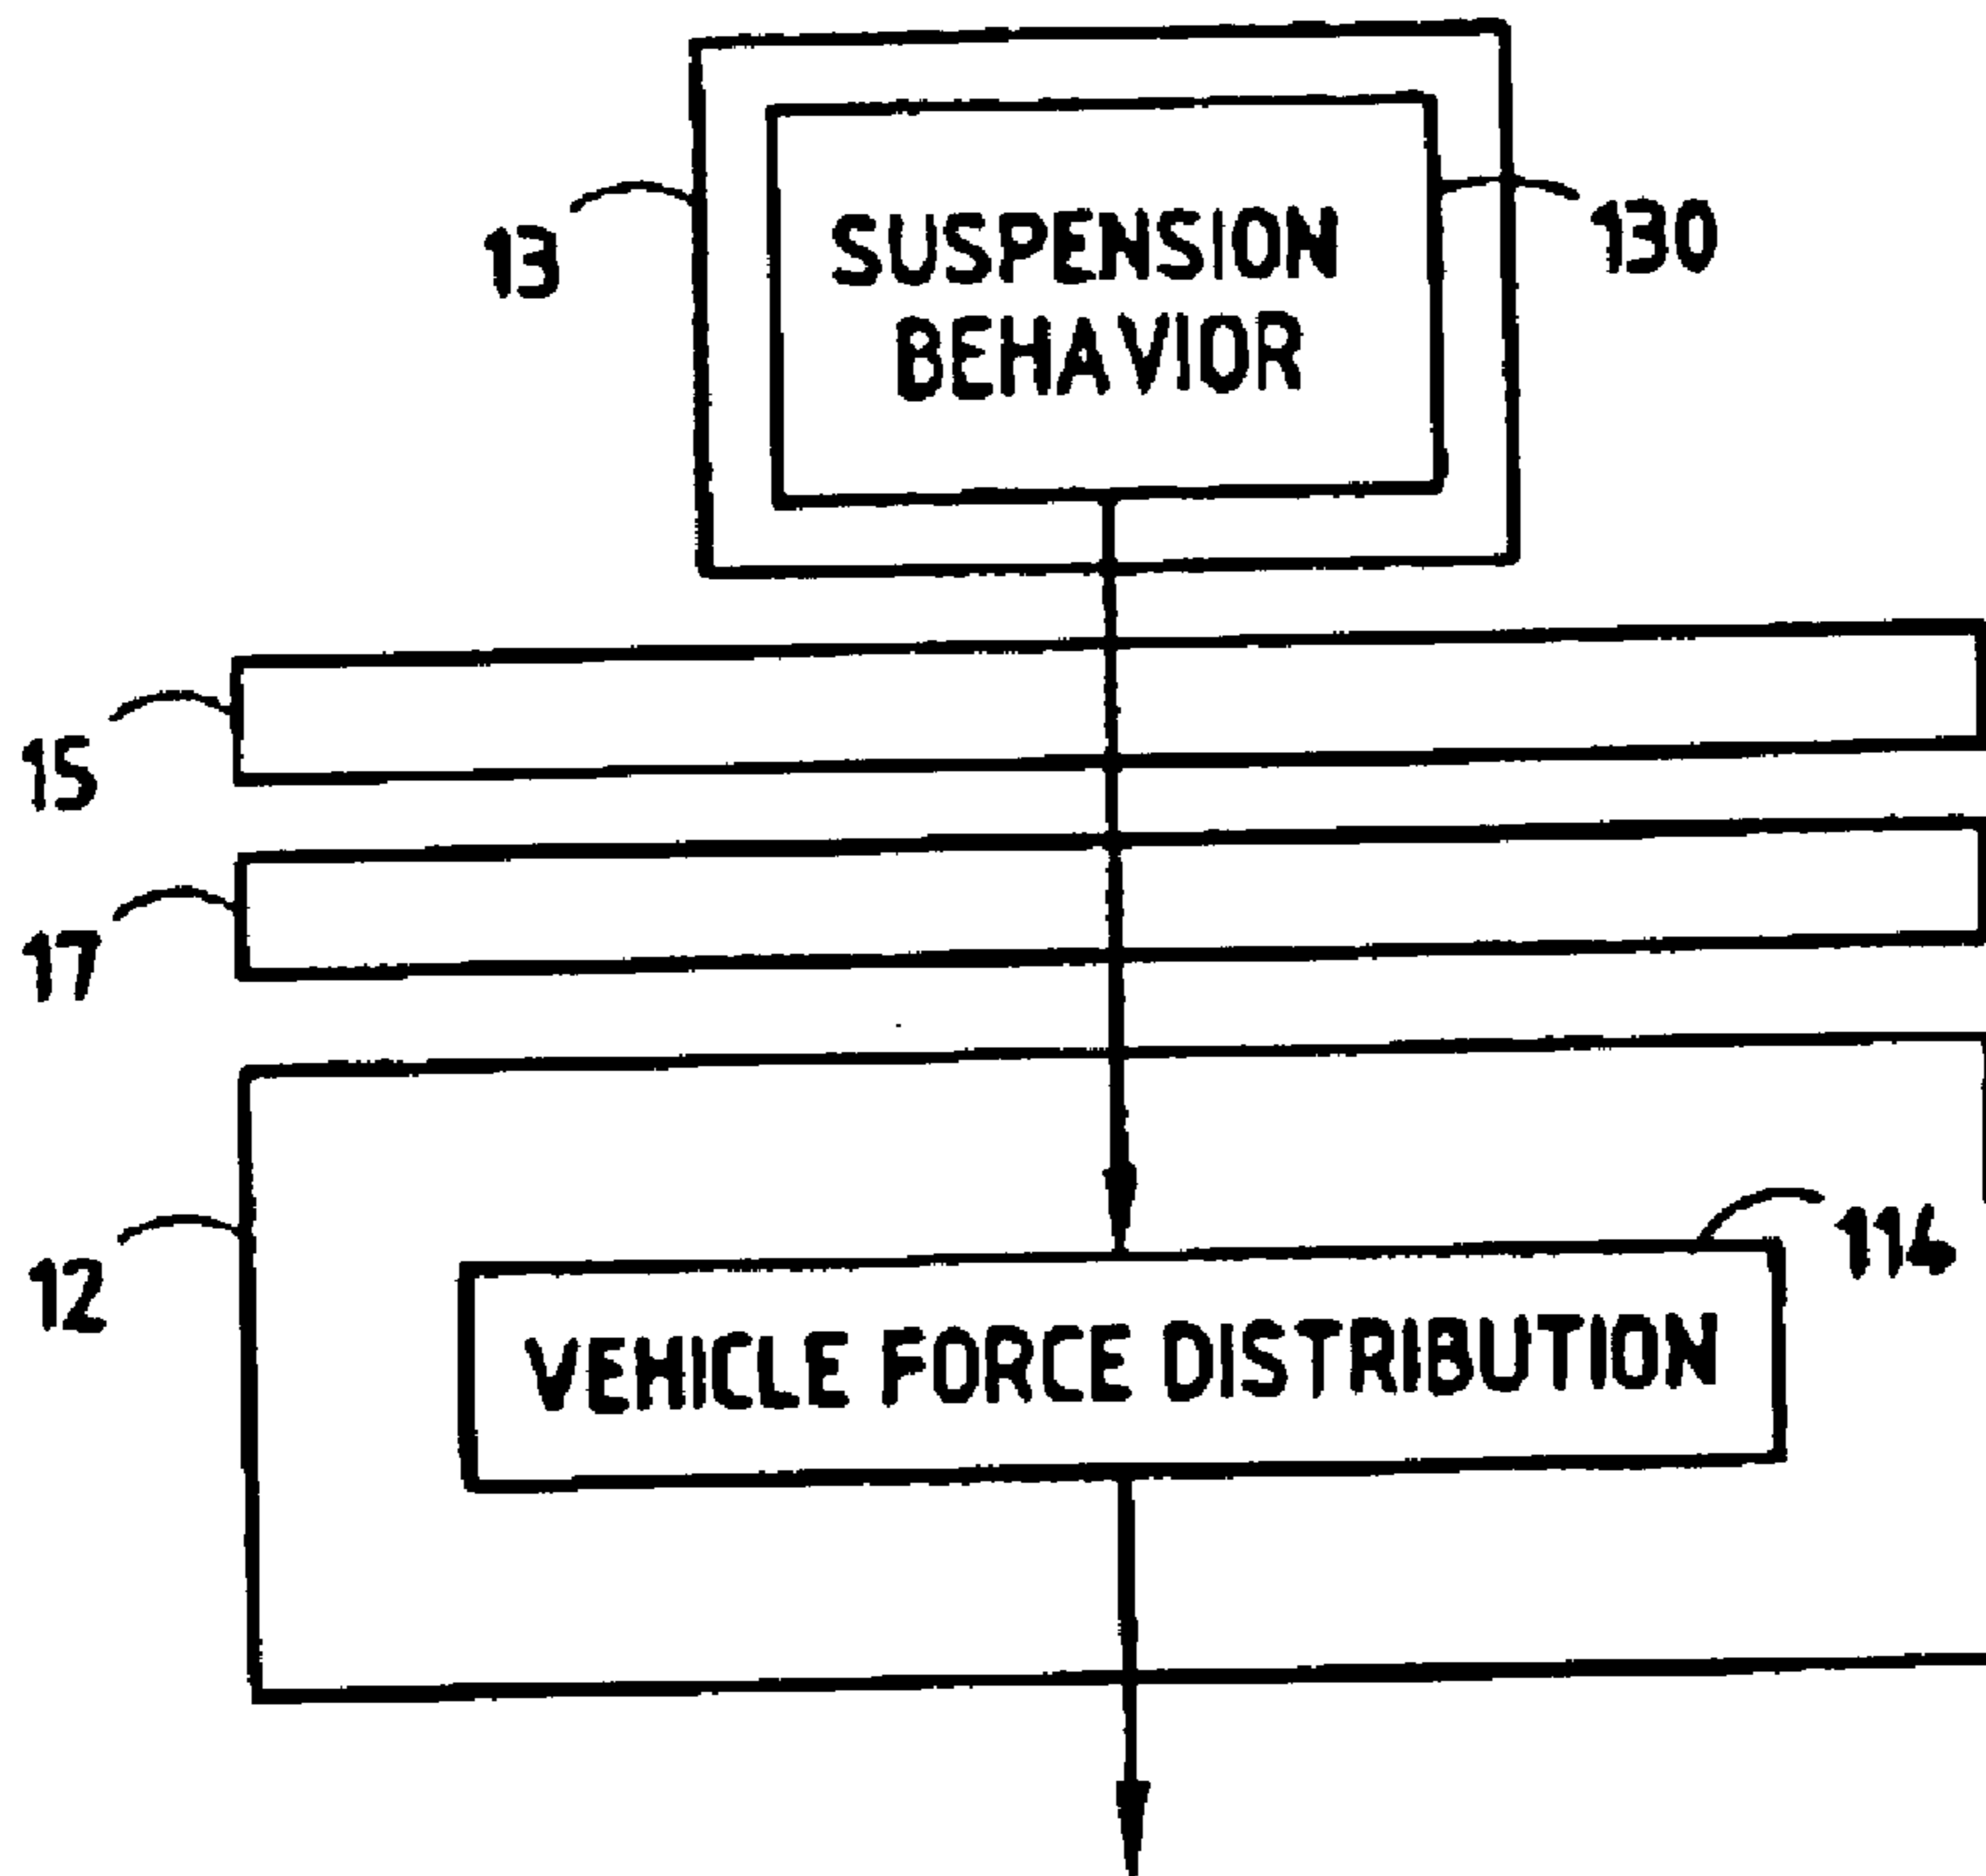 13
SUSPENSION
BEHAVIOR
130
15
17
12
114
VEHICLE FORCE DISTRIBUTION